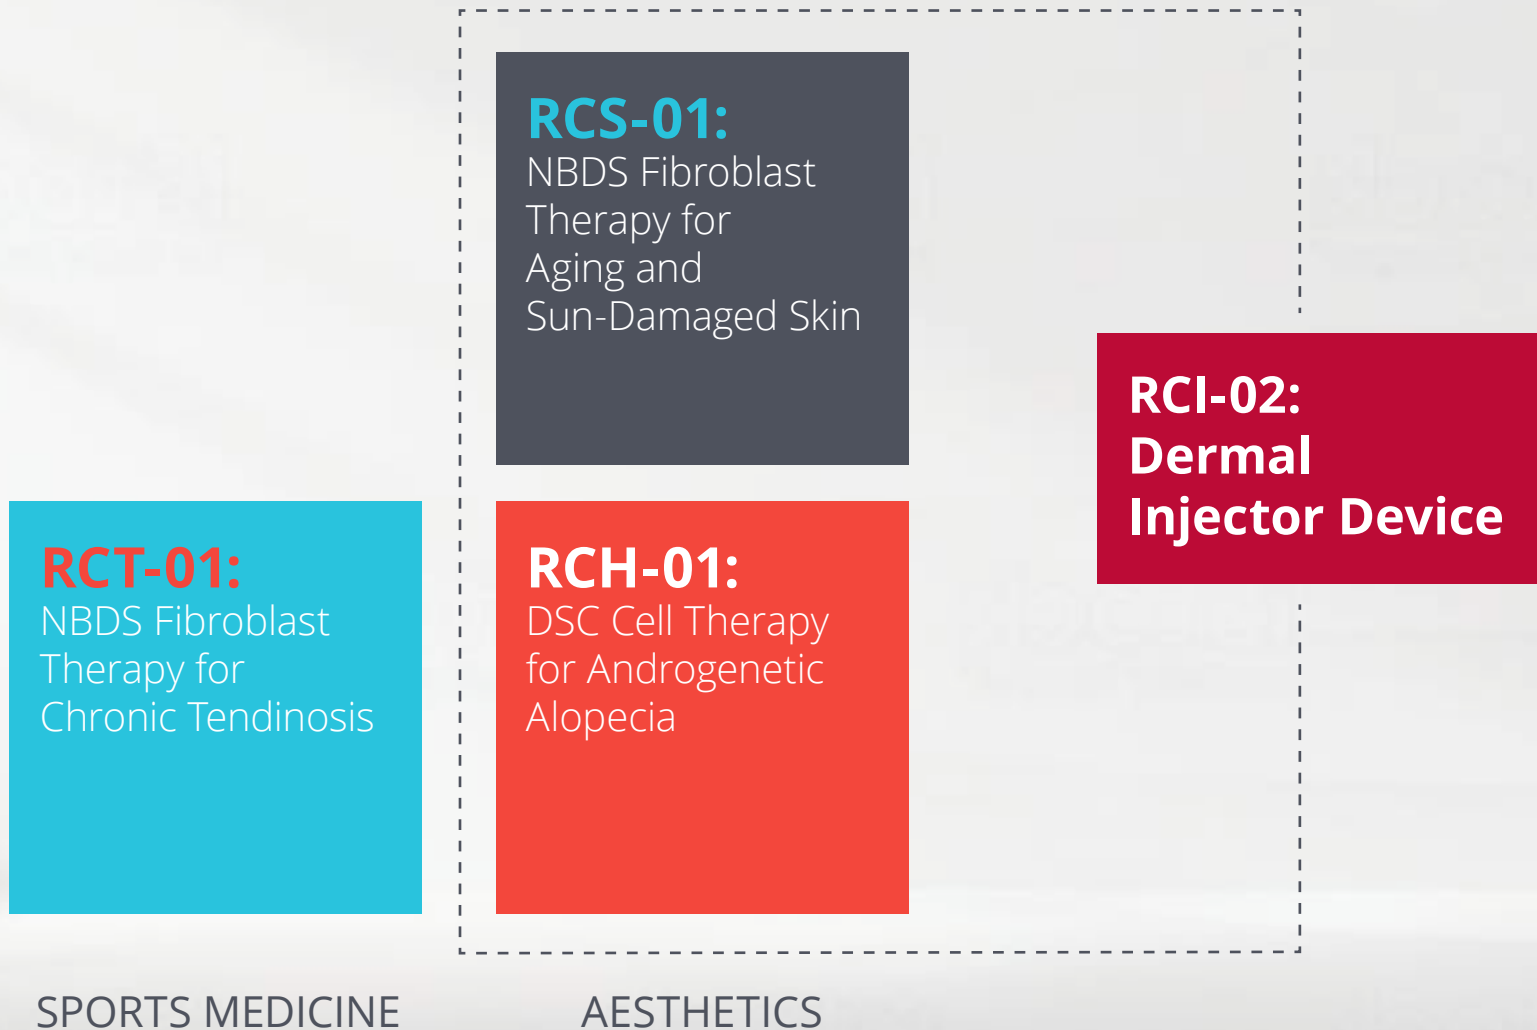 RCS-01:
NBDS Fibroblast
Therapy for
Aging and
Sun-Damaged Skin
RCI-02:
Dermal
Injector Device
RCT-01:
NBDS Fibroblast
Therapy for
Chronic Tendinosis
RCH-01:
DSC Cell Therapy
for Androgenetic
Alopecia
SPORTS MEDICINE
AESTHETICS